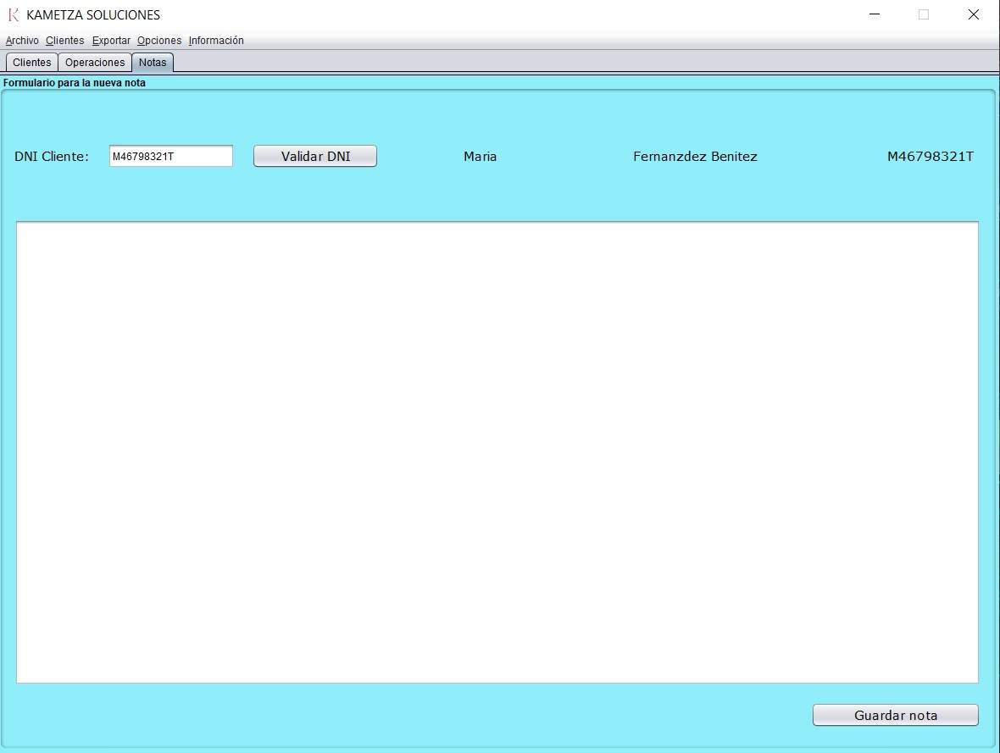 KAMETZA SOLUCIONES
Archivo Clientes Exportar Opciones Información
Clientes Operaciones Notas
Formulario para la nueva nota
DNI Cliente: M46798321T Validar DNI Maria Fernanzdez Benitez M46798321T
Guardar nota